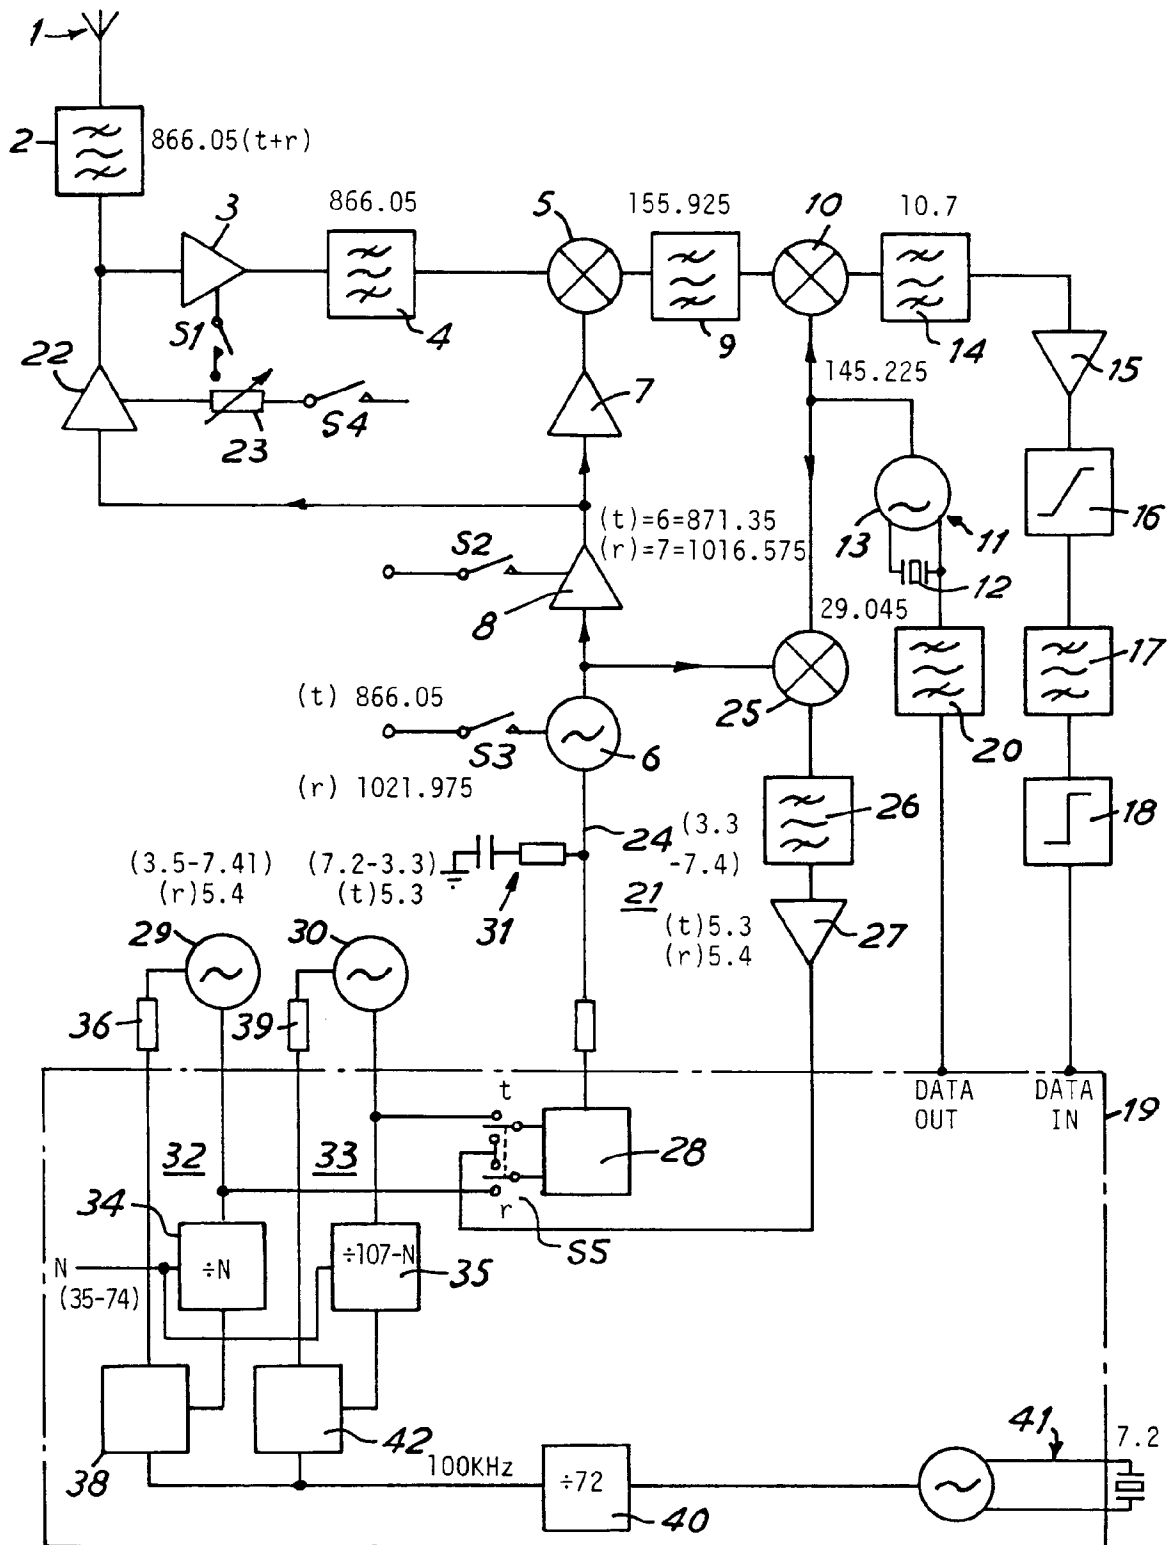 1
2
866.05(t+r)
3
866.05
5
155.925
10
10.7
4
9
14
15
S1
22
23
S4
7
145.225
16
13
11
12
(t)=6=871.35
(r)=7=1016.575
S2
8
29.045
17
25
20
(t) 866.05
S3
6
(r) 1021.975
26
18
24
(3.3
-7.4)
(3.5-7.41)
(r)5.4
(7.2-3.3)
(t)5.3
31
21
(t)5.3
(r)5.4
27
29
30
36
39
DATA
OUT
DATA
IN
19
t
28
r
S5
32
33
34
N
(35-74)
÷N
÷107-N
35
38
42
100KHz
÷72
40
41
7.2